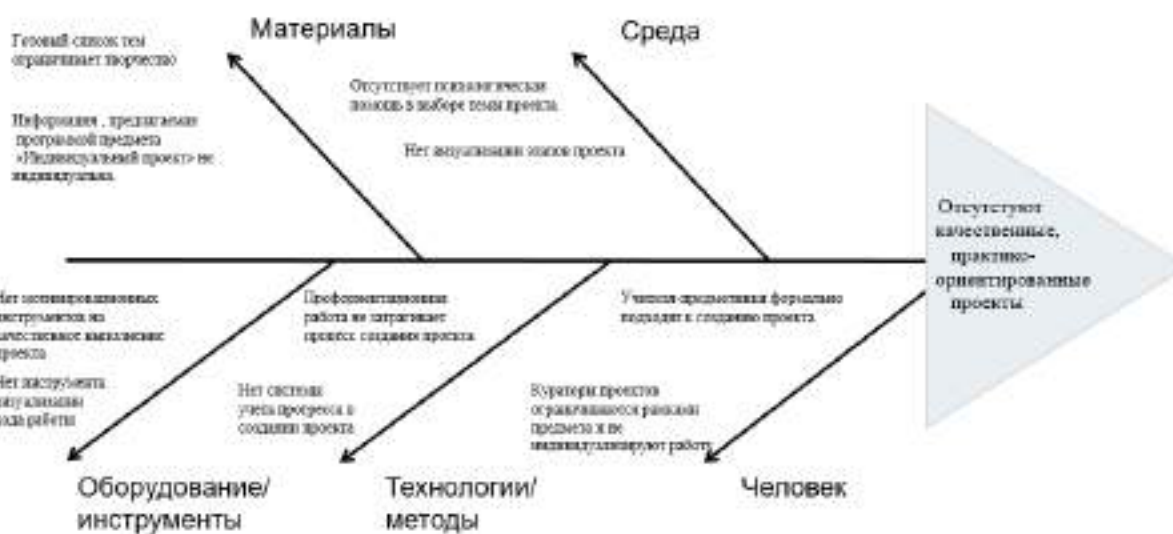 Материалы
Среда
Готовый список тем
ограничивает творчество
Информация , предлагаемая
программой предмета
«Индивидуальный проект» не
индивидуальна.
Отсутствует психологическая
помощь в выборе темы проекта
Нет визуализации этапов проекта
Отсутстуют
качественные,
практико-
ориентированные
проекты
Нет мотивировационных
инструментов на
качественное выполнение
проекта
Нет инструмента
визуализации
хода работы
Профориентационная
работа не затрагивает
процесс создания проекта
Нет системы
учета прогресса в
создании проекта
Учителя-предметники формально
подходят к созданию проекта
Кураторы проектов
ограничиваются рамками
предмета и не
индивидуализируют работу
Оборудование/
инструменты
Технологии/
методы
Человек